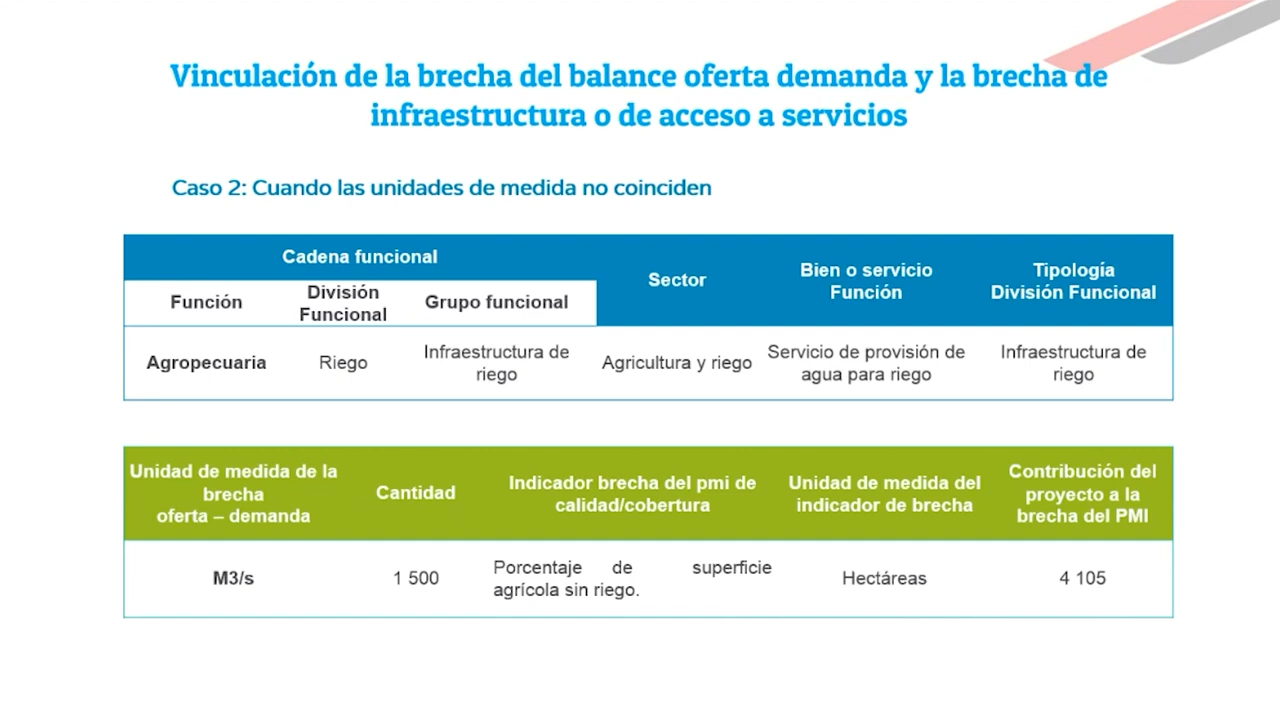 Vinculación de la brecha del balance oferta demanda y la brecha de
infraestructura o de acceso a servicios
Caso 2: Cuando las unidades de medida no coinciden
Cadena funcional
Sector
Bien o servicio
Función
Tipología
División Funcional
Función
División
Funcional
Grupo funcional
Agropecuaria
Riego
Infraestructura de
riego
Agricultura y riego
Servicio de provisión de
agua para riego
Infraestructura de
riego
Unidad de medida de la
brecha
oferta – demanda
Cantidad
Indicador brecha del pmi de
calidad/cobertura
Unidad de medida del
indicador de brecha
Contribución del
proyecto a la
brecha del PMI
M3/s
1 500
Porcentaje de superficie
agrícola sin riego.
Hectáreas
4 105